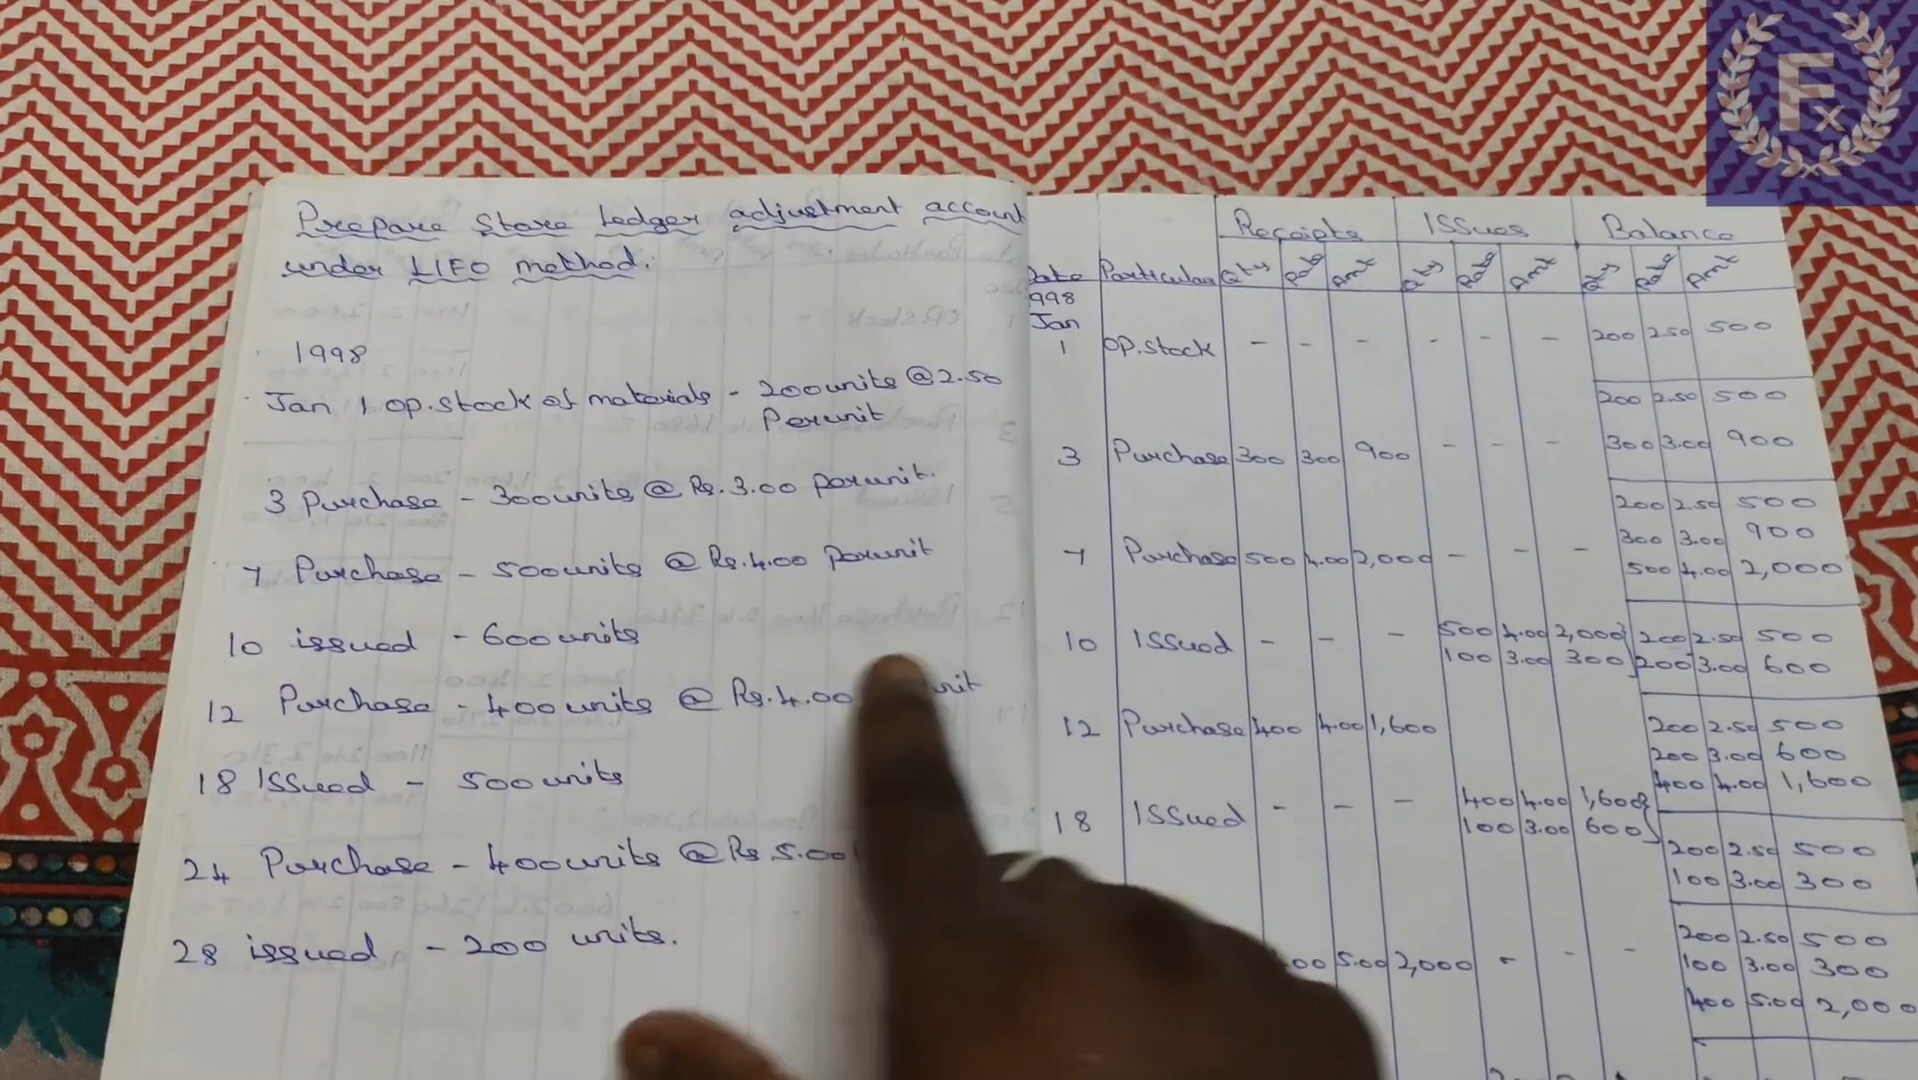 Prepare Store Ledger adjustment account
under LIFO method.
1998
Jan 1 op.stock of materials - 200 units @ 2.50
Per unit
3 Purchase - 300 units @ Rs. 3.00 per unit.
7 Purchase - 500 units @ Rs. 4.00 per unit
10 issued - 600 units
12 Purchase - 400 units @ Rs. 4.00
18 Issued - 500 units
24 Purchase - 400 units @ Rs. 5.00
28 issued - 200 units.
Receipts Issues Balance
Date Particulars Qty Rate Amt Qty Rate Amt Qty Rate Amt
1998
Jan
1 op.stock - - - - - - 200 2.50 500
200 2.50 500
3 Purchase 300 300 900 - - - 300 3.00 900
200 2.50 500
300 3.00 900
7 Purchase 500 4.00 2,000 - - - 500 4.00 2,000
10 Issued - - - 500 4.00 2,000 200 2.50 500
100 3.00 300 200 3.00 600
12 Purchase 400 4.00 1,600 200 2.50 500
200 3.00 600
400 4.00 1,600
18 Issued - - - 400 4.00 1,600
100 3.00 600
200 2.50 500
100 3.00 300
200 2.50 500
5.00 2,000 - - - 100 3.00 300
400 5.00 2,000
Fx